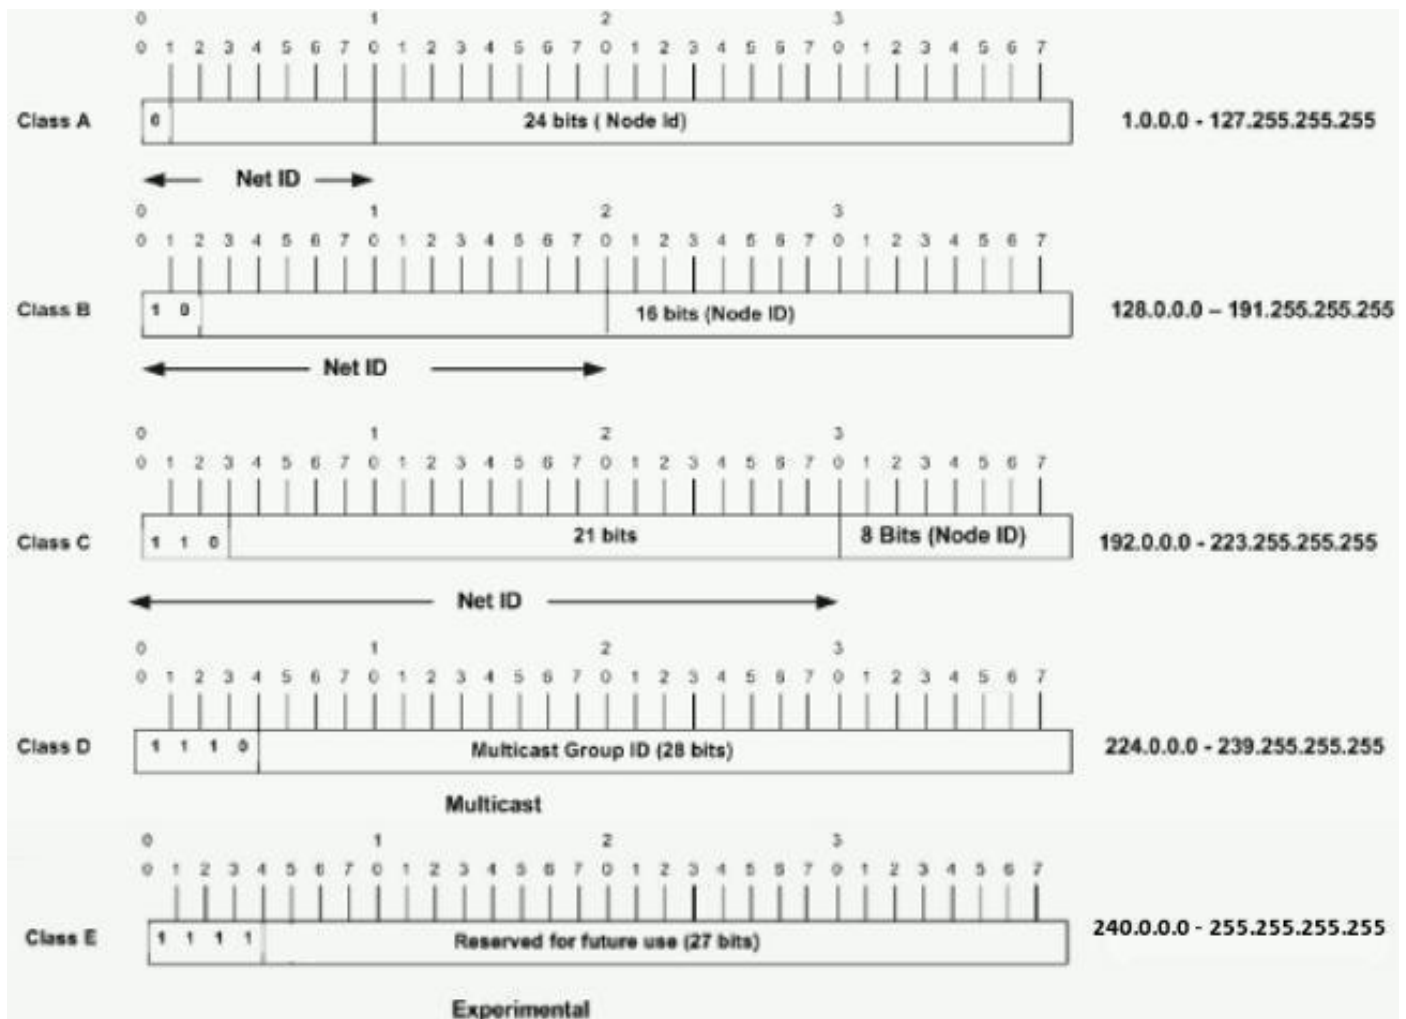 0 1 2 3
0 1 2 3 4 5 6 7 0 1 2 3 4 5 6 7 0 1 2 3 4 5 6 7 0 1 2 3 4 5 6 7
Class A 0 24 bits ( Node Id) 1.0.0.0 - 127.255.255.255
Net ID
0 1 2 3
0 1 2 3 4 5 6 7 0 1 2 3 4 5 6 7 0 1 2 3 4 5 6 7 0 1 2 3 4 5 6 7
Class B 1 0 16 bits (Node ID) 128.0.0.0 – 191.255.255.255
Net ID
0 1 2 3
0 1 2 3 4 5 6 7 0 1 2 3 4 5 6 7 0 1 2 3 4 5 6 7 0 1 2 3 4 5 6 7
Class C 1 1 0 21 bits 8 Bits (Node ID) 192.0.0.0 - 223.255.255.255
Net ID
0 1 2 3
0 1 2 3 4 5 6 7 0 1 2 3 4 5 6 7 0 1 2 3 4 5 6 7 0 1 2 3 4 5 6 7
Class D 1 1 1 0 Multicast Group ID (28 bits) 224.0.0.0 - 239.255.255.255
Multicast
0 1 2 3
0 1 2 3 4 5 6 7 0 1 2 3 4 5 6 7 0 1 2 3 4 5 6 7 0 1 2 3 4 5 6 7
Class E 1 1 1 1 Reserved for future use (27 bits) 240.0.0.0 - 255.255.255.255
Experimental